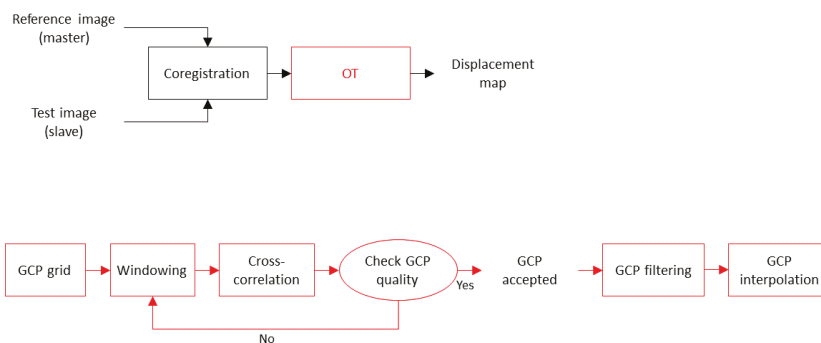 Reference image
(master)
Coregistration
OT
Displacement
map
Test image
(slave)
GCP grid
Windowing
Cross-
correlation
Check GCP
quality
Yes
GCP
accepted
GCP filtering
GCP
interpolation
No